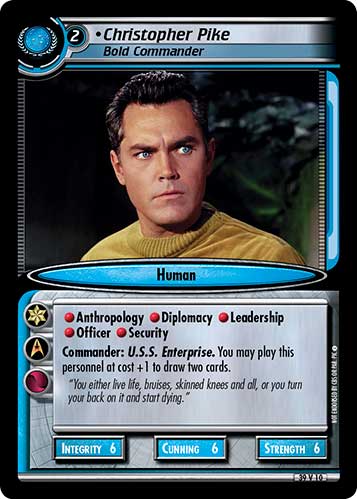 2
•Christopher Pike
Bold Commander
Human
Anthropology Diplomacy Leadership
Officer Security
Commander: U.S.S. Enterprise. You may play this
personnel at cost +1 to draw two cards.
"You either live life, bruises, skinned knees and all, or you turn
your back on it and start dying."
INTEGRITY 6
CUNNING 6
STRENGTH 6
39 V 10